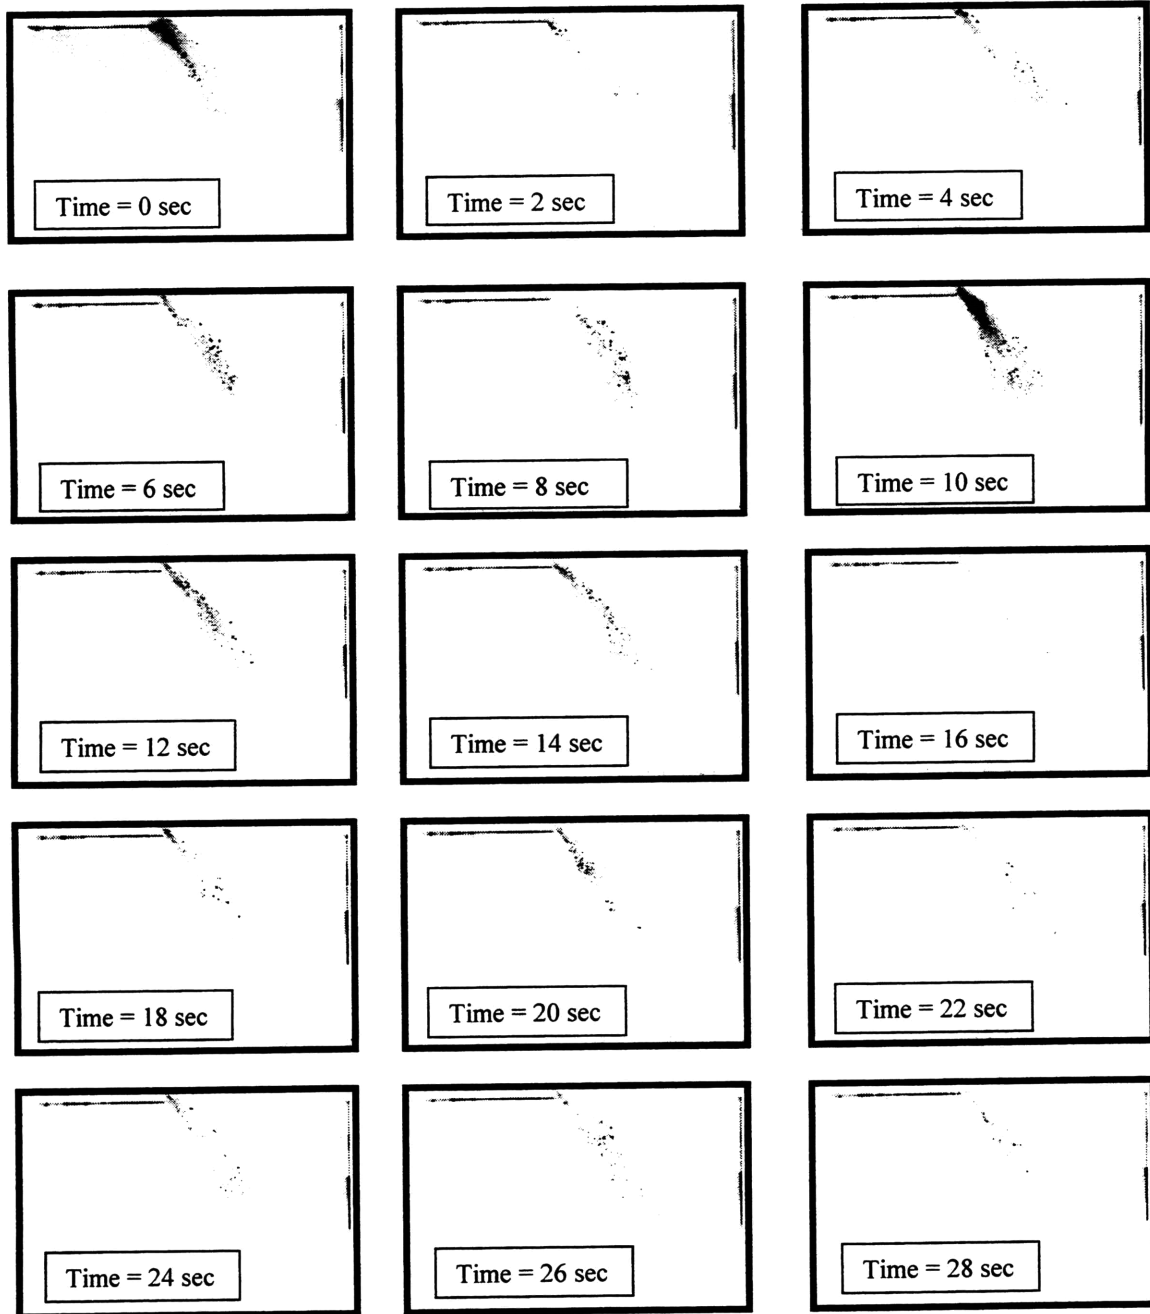 Time = 0 sec
Time = 2 sec
Time = 4 sec
Time = 6 sec
Time = 8 sec
Time = 10 sec
Time = 12 sec
Time = 14 sec
Time = 16 sec
Time = 18 sec
Time = 20 sec
Time = 22 sec
Time = 24 sec
Time = 26 sec
Time = 28 sec